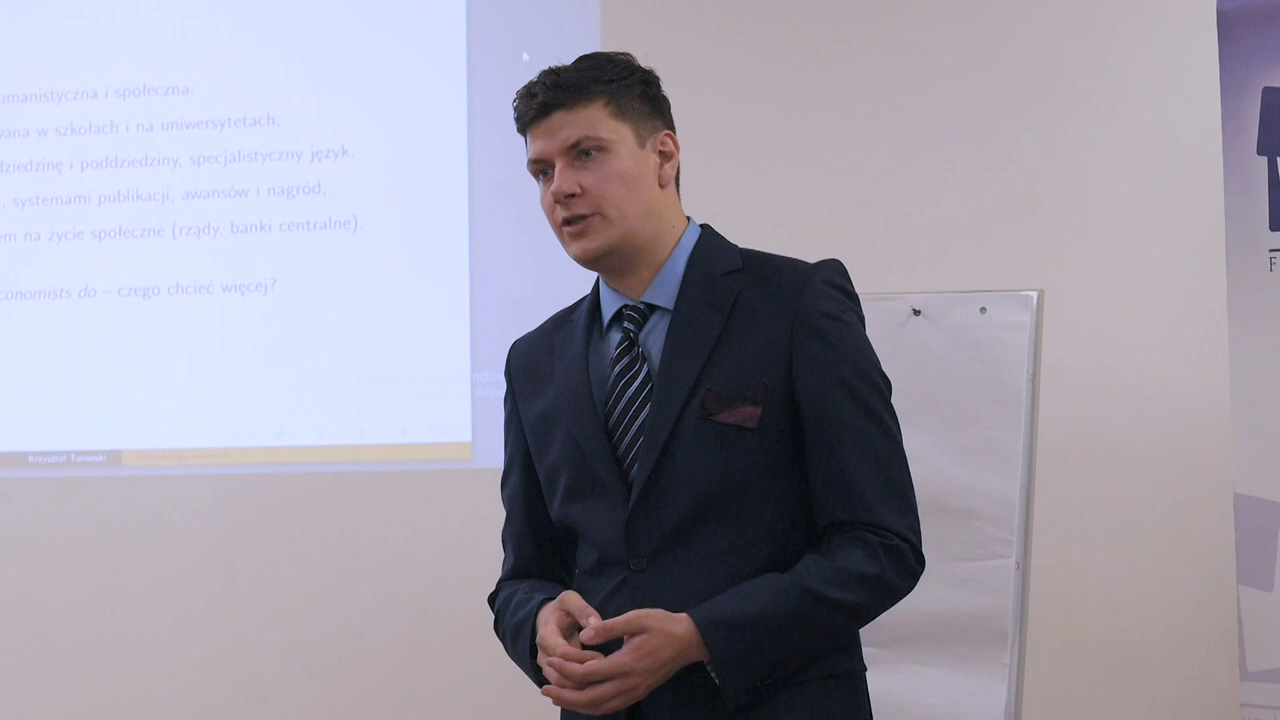 umanistyczna i społeczna.
wana w szkołach i na uniwersytetach,
dziedzinę i poddziedziny, specjalistyczny język,
, systemami publikacji, awansów i nagród,
em na życie społeczne (rządy, banki centralne).
conomists do – czego chcieć więcej?
Krzysztof Turowski
F